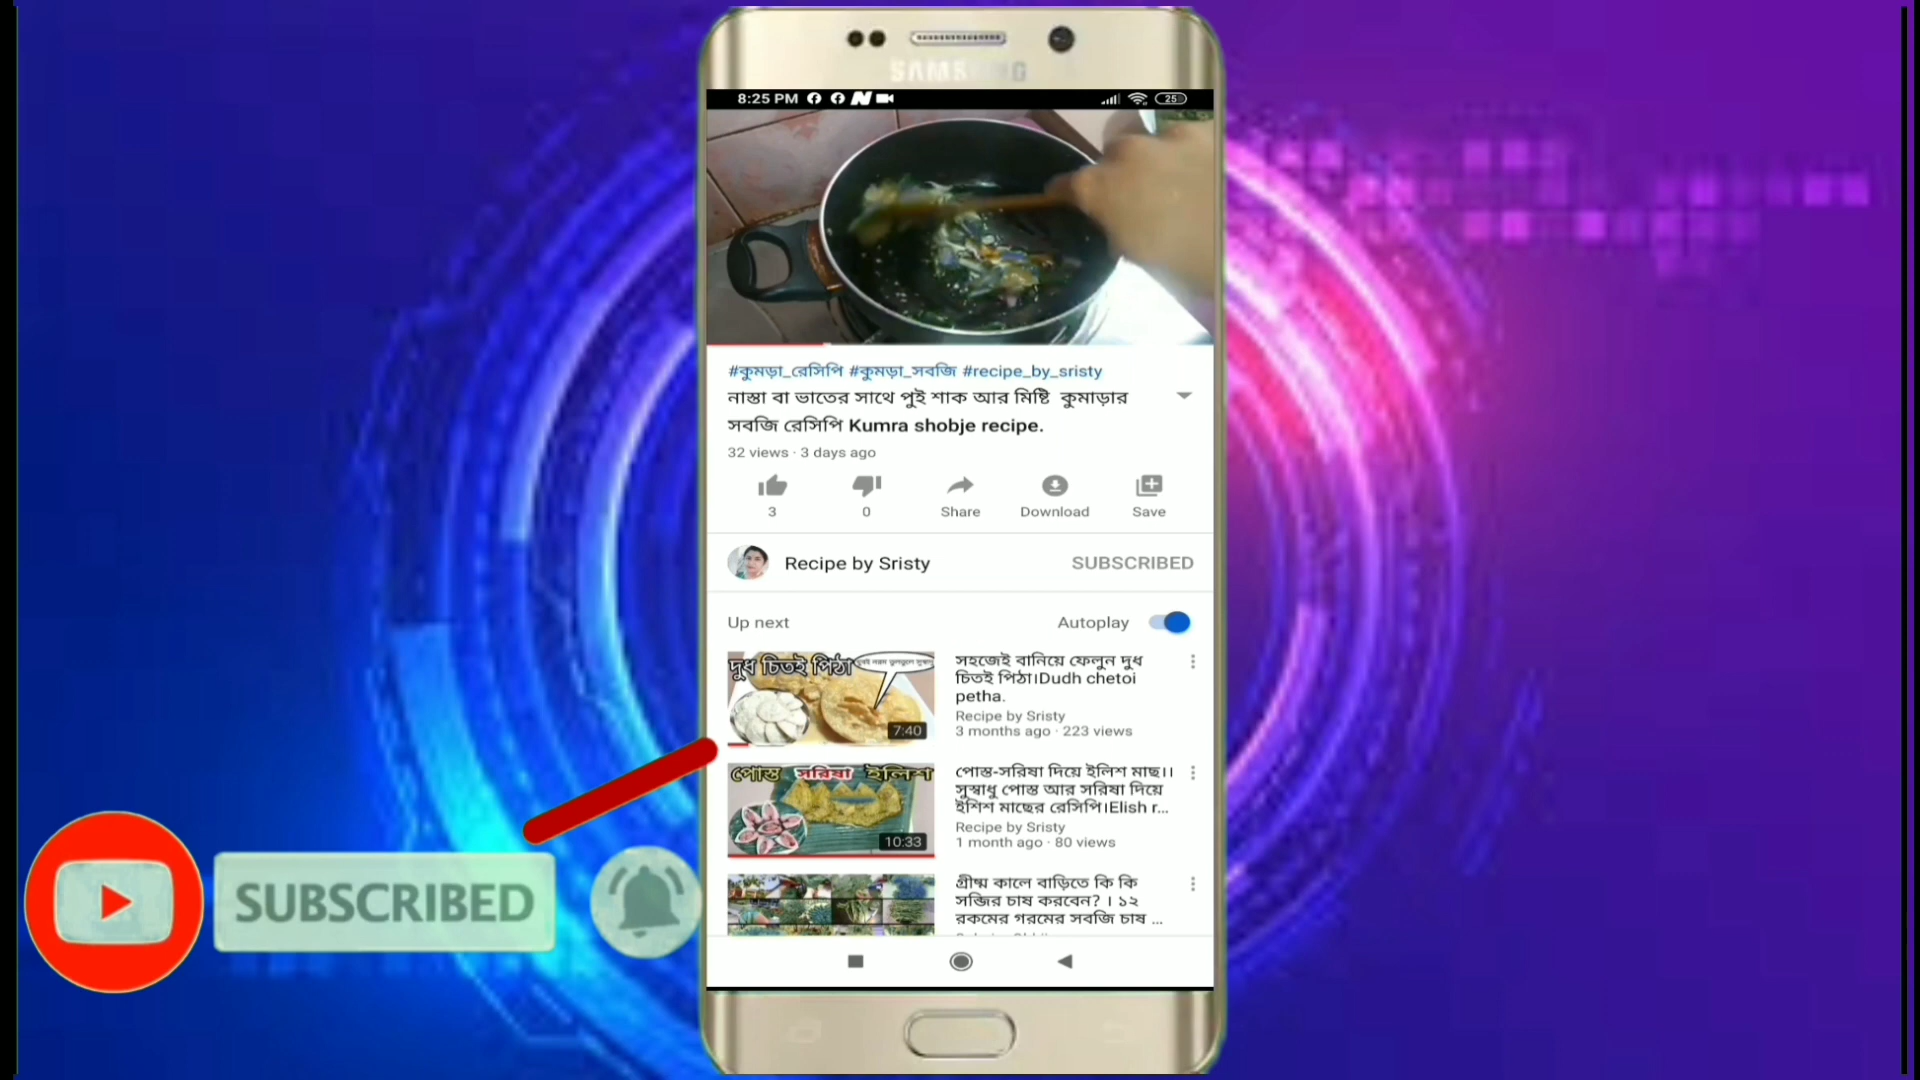 SAMSUNG
8:25 PM
25
#কুমড়া_রেসিপি #কুমড়া_সবজি #recipe_by_sristy
নাস্তা বা ভাতের সাথে পুই শাক আর মিষ্টি কুমাড়ার
সবজি রেসিপি Kumra shobje recipe.
32 views · 3 days ago
3
0
Share
Download
Save
Recipe by Sristy
SUBSCRIBED
Up next
Autoplay
দুধ চিতই পিঠা
7:40
সহজেই বানিয়ে ফেলুন দুধ
চিতই পিঠা।Dudh chetoi
petha.
Recipe by Sristy
3 months ago · 223 views
পোস্ত সরিষা ইলিশ
10:33
পোস্ত-সরিষা দিয়ে ইলিশ মাছ।।
সুস্বাধু পোস্ত আর সরিষা দিয়ে
ইশিশ মাছের রেসিপি।Elish r...
Recipe by Sristy
1 month ago · 80 views
গ্রীষ্ম কালে বাড়িতে কি কি
সব্জির চাষ করবেন? । ১২
রকমের গরমের সবজি চাষ ...
SUBSCRIBED